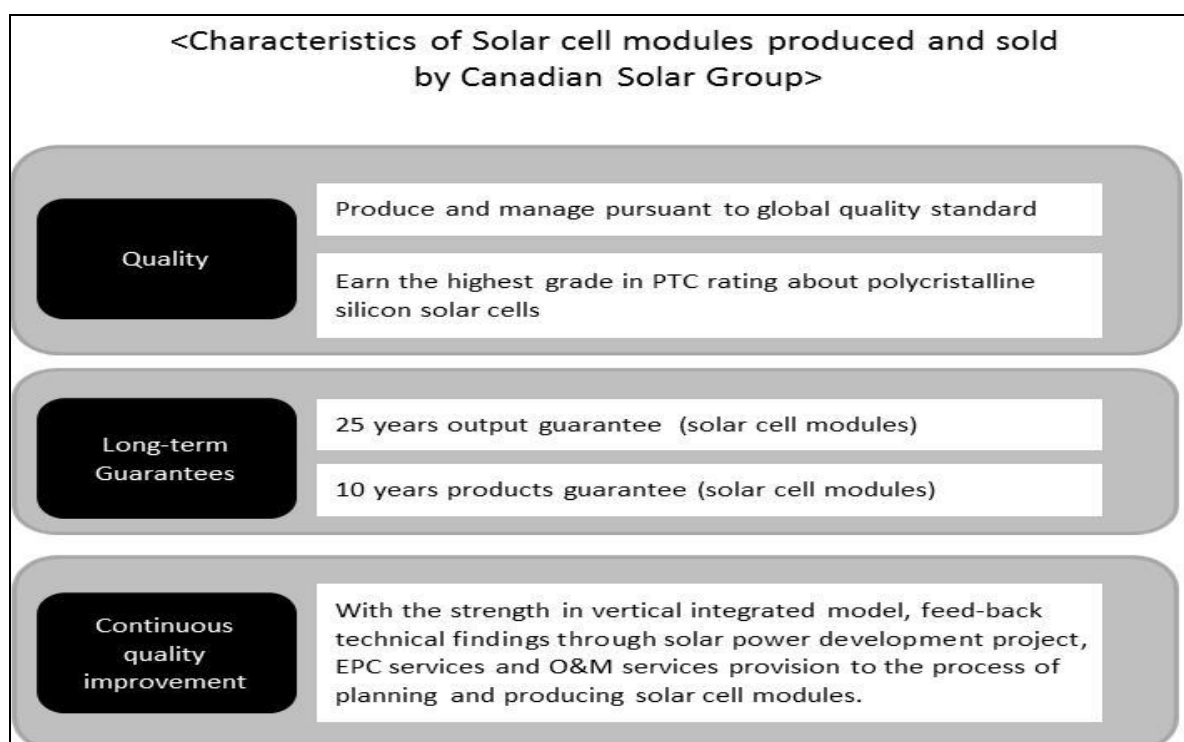 <Characteristics of Solar cell modules produced and sold
by Canadian Solar Group>
Quality
Produce and manage pursuant to global quality standard
Earn the highest grade in PTC rating about polycristalline
silicon solar cells
Long-term
Guarantees
25 years output guarantee (solar cell modules)
10 years products guarantee (solar cell modules)
Continuous
quality
improvement
With the strength in vertical integrated model, feed-back
technical findings through solar power development project,
EPC services and O&M services provision to the process of
planning and producing solar cell modules.